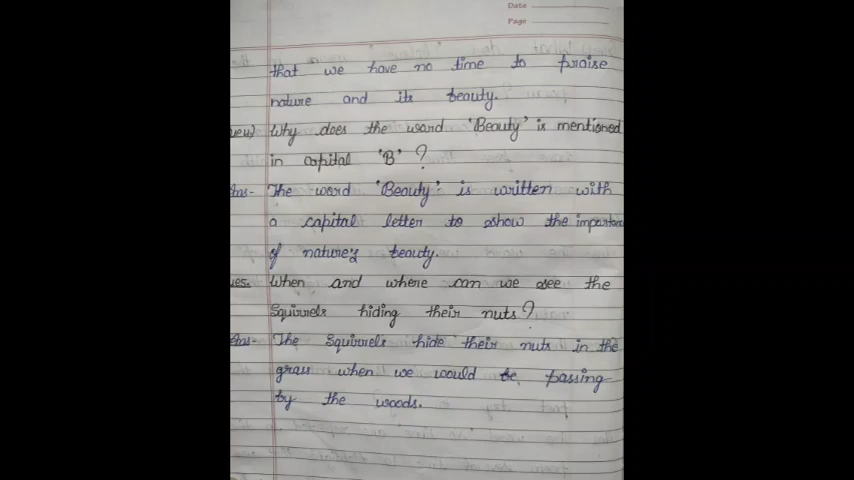 Date
Page
that we have no time to praise
nature and its beauty.
Why does the word 'Beauty' is mentioned
in capital 'B' ?
Ans- The word 'Beauty' is written with
a capital letter to show the importan
of nature's beauty.
ues. When and where can we see the
Squirrels hiding their nuts ?
Ans- The Squirrels hide their nuts in the
grass when we would be passing
by the woods.